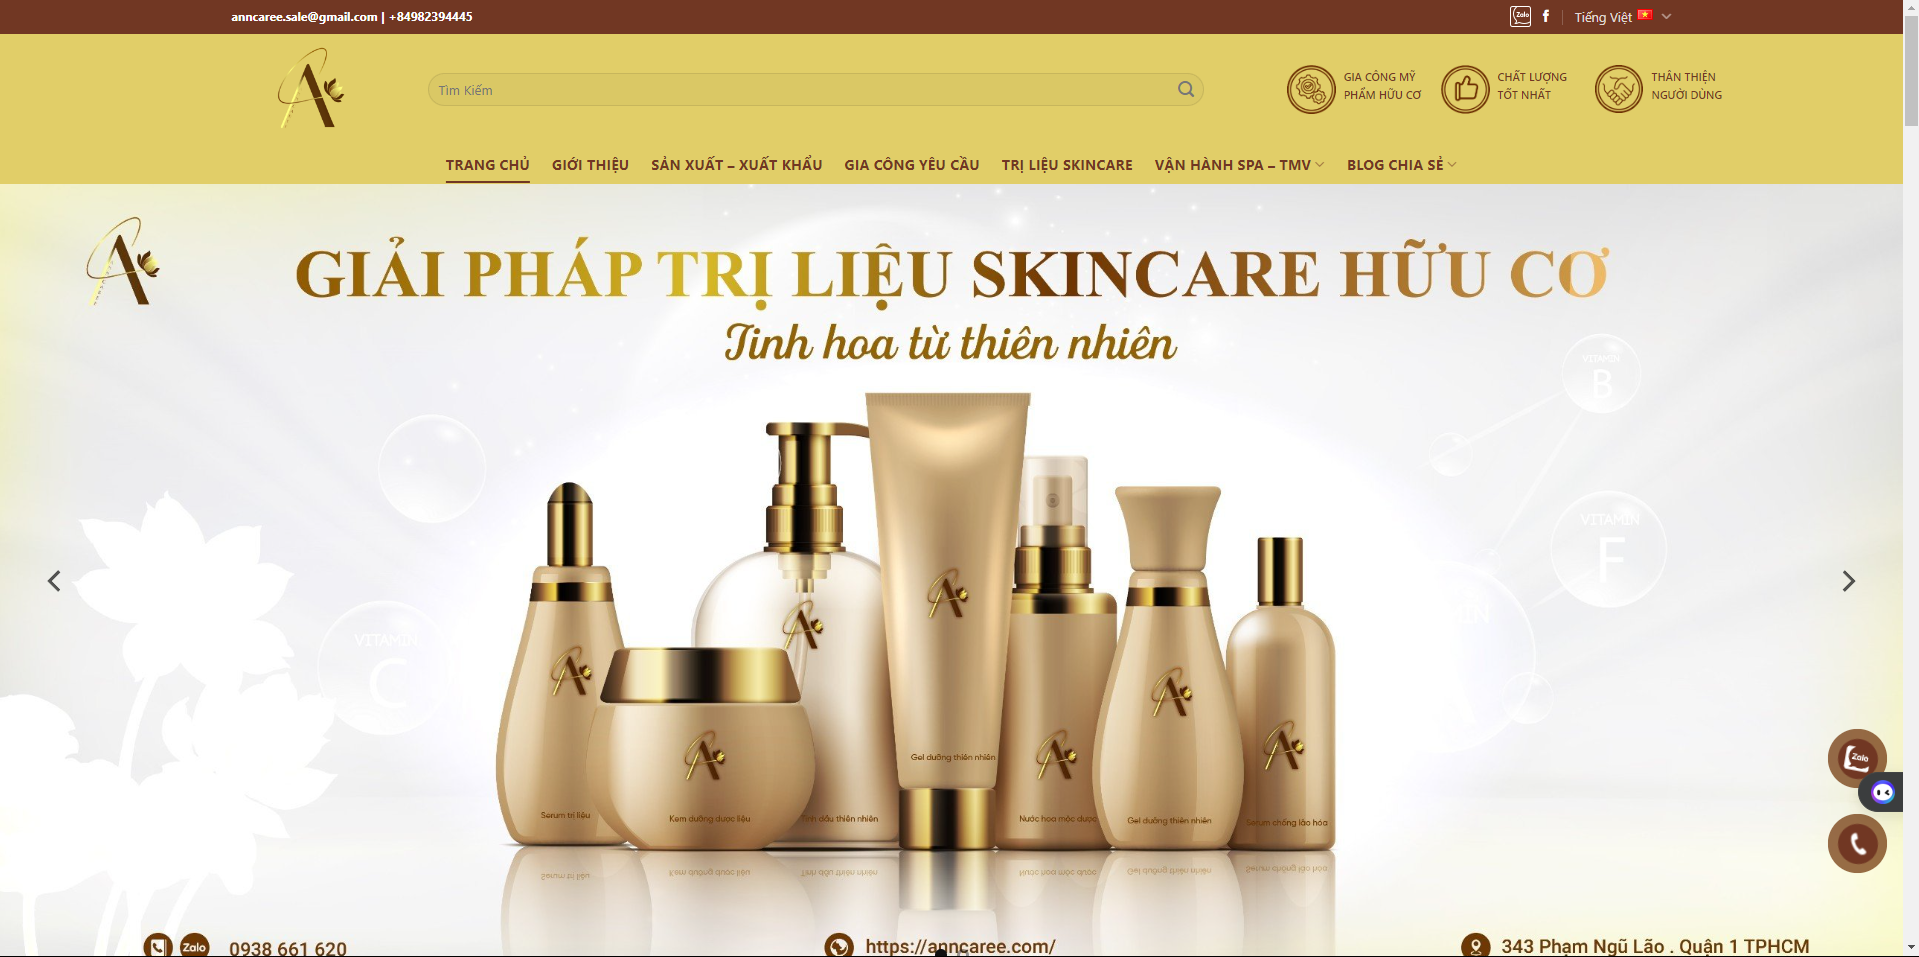 anncaree.sale@gmail.com | +84982394445
Zalo
f
Tiếng Việt
Tìm Kiếm
GIA CÔNG MỸ
PHẨM HỮU CƠ
CHẤT LƯỢNG
TỐT NHẤT
THÂN THIỆN
NGƯỜI DÙNG
TRANG CHỦ
GIỚI THIỆU
SẢN XUẤT – XUẤT KHẨU
GIA CÔNG YÊU CẦU
TRỊ LIỆU SKINCARE
VẬN HÀNH SPA – TMV
BLOG CHIA SẺ
GIẢI PHÁP TRỊ LIỆU SKINCARE HỮU CƠ
Tinh hoa từ thiên nhiên
VITAMIN
B
VITAMIN
F
VITAMIN
C
Gel dưỡng thiên nhiên
Serum trị liệu
Kem dưỡng dược liệu
Tinh dầu thiên nhiên
Nước hoa mộc dược
Gel dưỡng thiên nhiên
Serum chống lão hóa
Zalo
Zalo
0938 661 620
https://anncaree.com/
343 Phạm Ngũ Lão . Quận 1 TPHCM